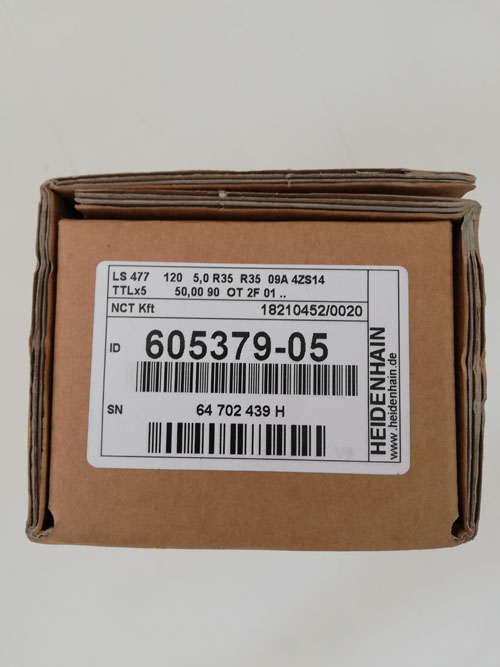 LS 477 120 5,0 R35 R35 09A 4ZS14
TTLx5 50,00 90 OT 2F 01 ..
NCT Kft 18210452/0020
ID 605379-05
SN 64 702 439 H
HEIDENHAIN
www.heidenhain.de